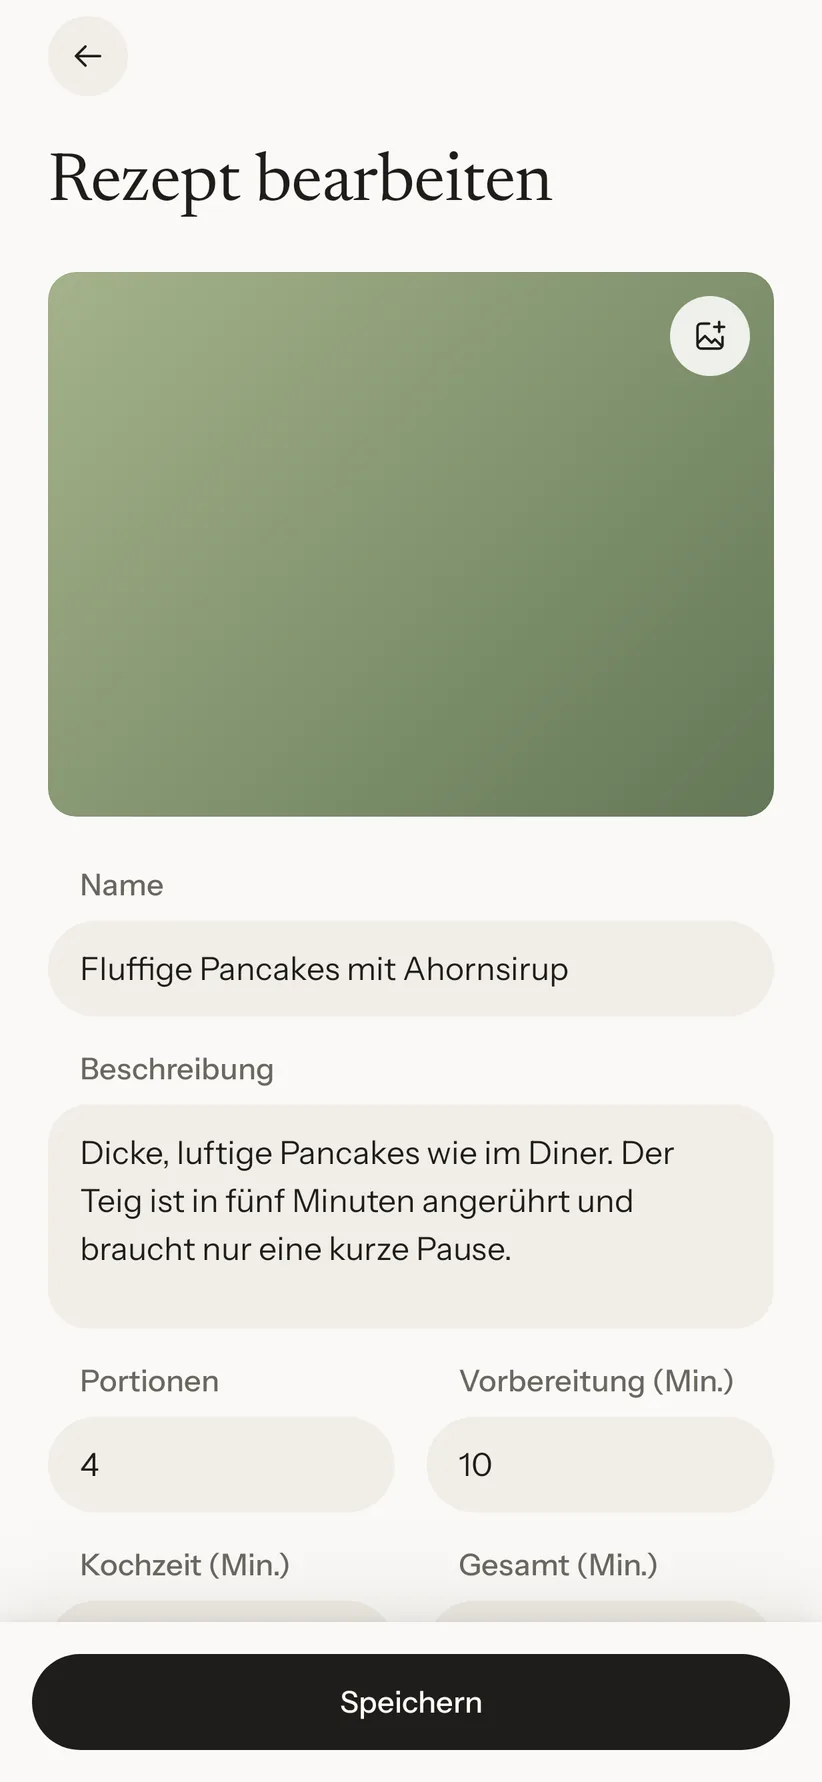 Rezept bearbeiten
Name
Fluffige Pancakes mit Ahornsirup
Beschreibung
Dicke, luftige Pancakes wie im Diner. Der
Teig ist in fünf Minuten angerührt und
braucht nur eine kurze Pause.
Portionen
Vorbereitung (Min.)
4
10
Kochzeit (Min.)
Gesamt (Min.)
Speichern